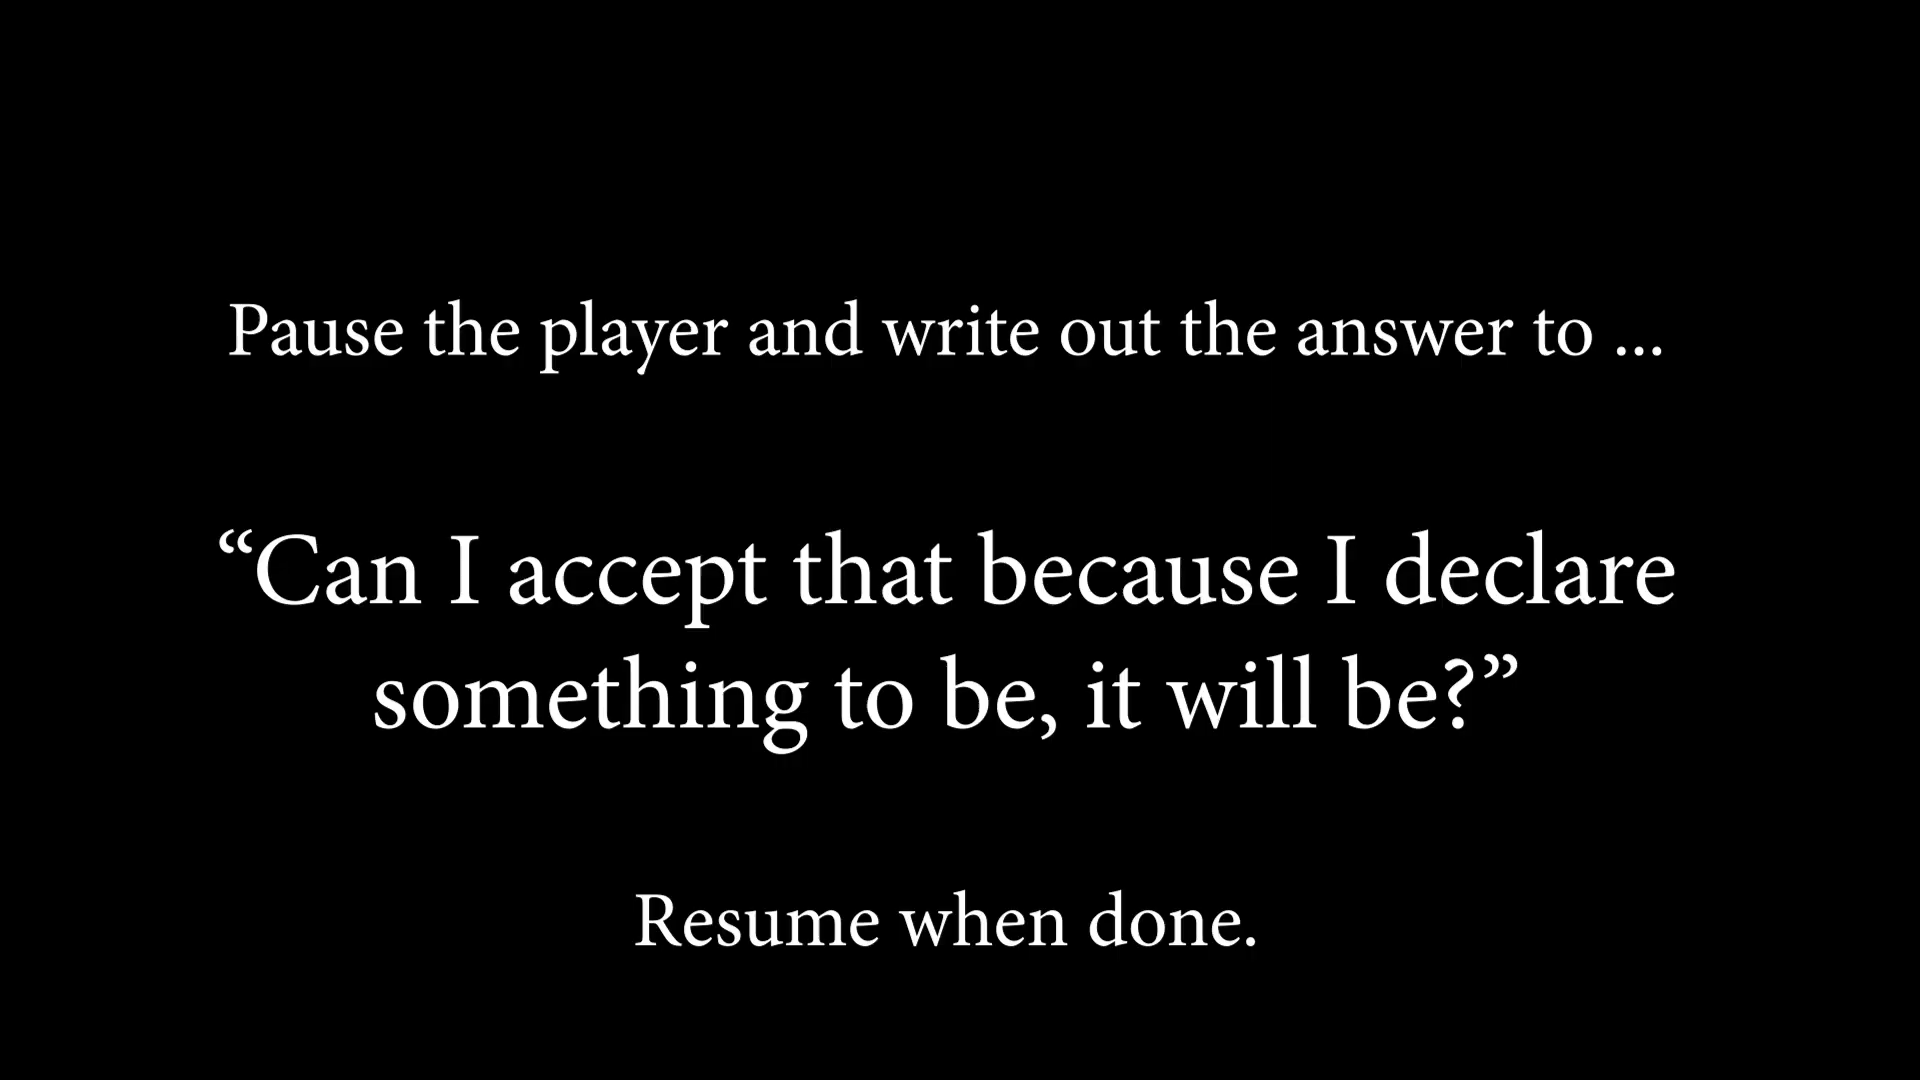 Pause the player and write out the answer to ...
“Can I accept that because I declare
something to be, it will be?”
Resume when done.